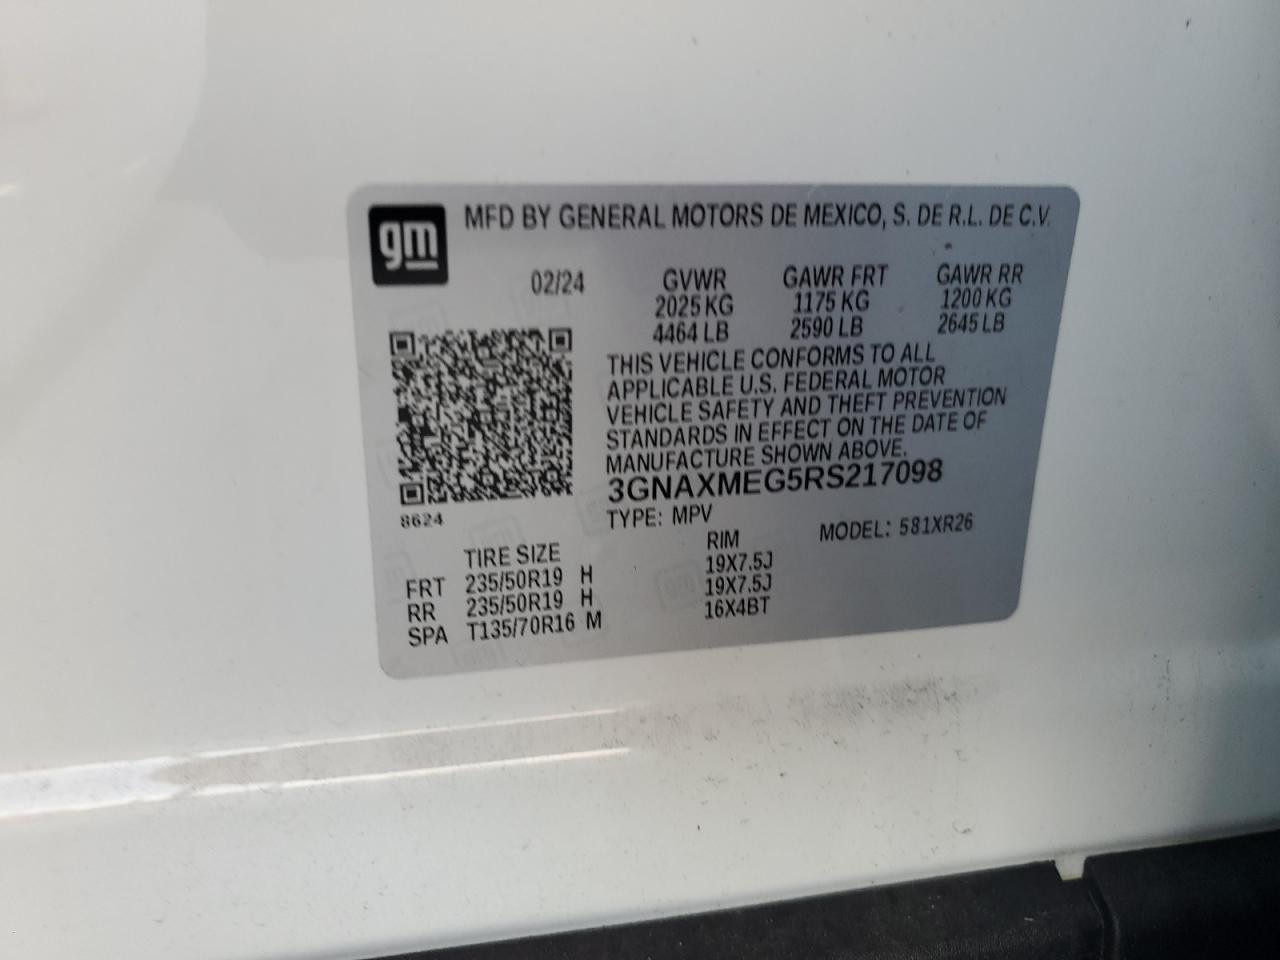 gm
MFD BY GENERAL MOTORS DE MEXICO, S. DE R.L. DE C.V.
02/24 GVWR GAWR FRT GAWR RR
2025 KG 1175 KG 1200 KG
4464 LB 2590 LB 2645 LB
THIS VEHICLE CONFORMS TO ALL
APPLICABLE U.S. FEDERAL MOTOR
VEHICLE SAFETY AND THEFT PREVENTION
STANDARDS IN EFFECT ON THE DATE OF
MANUFACTURE SHOWN ABOVE.
3GNAXMEG5RS217098
8624
TYPE: MPV MODEL: 581XR26
TIRE SIZE RIM
FRT 235/50R19 H 19X7.5J
RR 235/50R19 H 19X7.5J
SPA T135/70R16 M 16X4BT